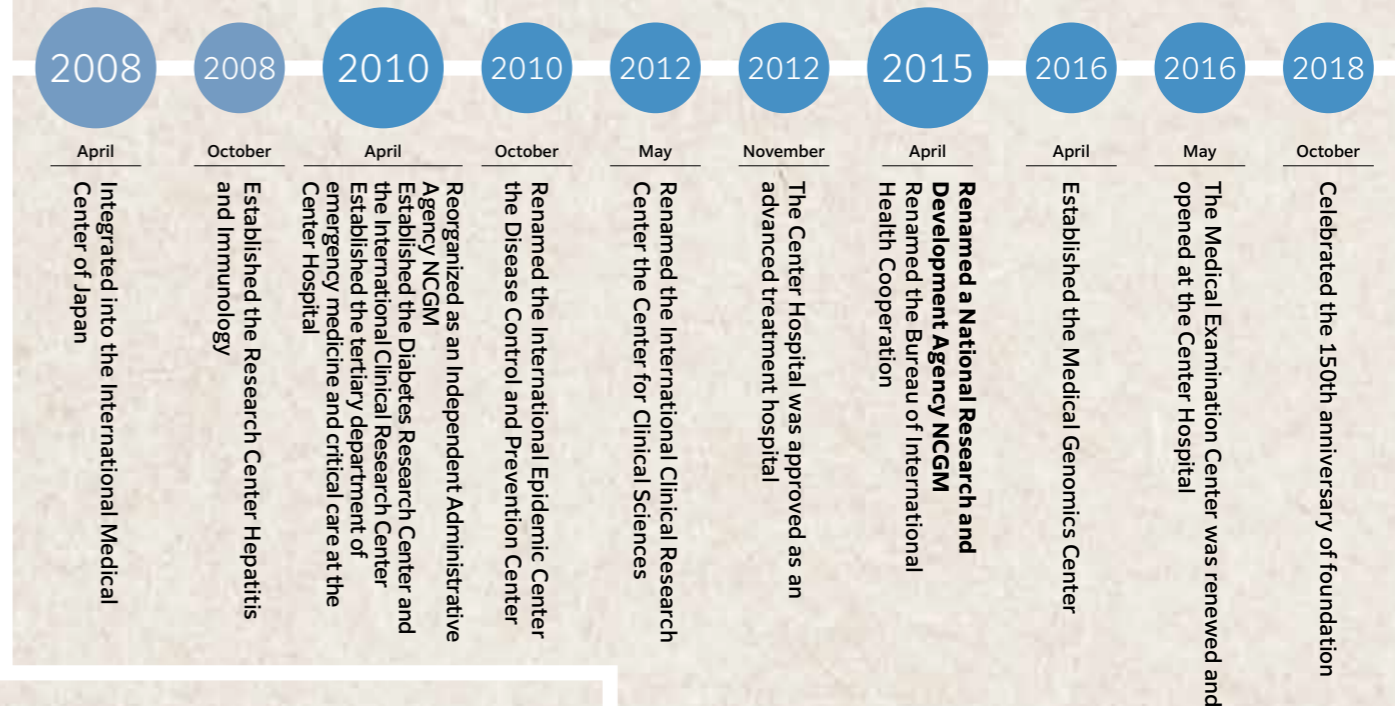 2008
April
Integrated into the International Medical
Center of Japan
2008
October
Established the Research Center Hepatitis
and Immunology
2010
April
Reorganized as an Independent Administrative
Agency NCGM
Established the Diabetes Research Center and
the International Clinical Research Center
Established the tertiary department of
emergency medicine and critical care at the
Center Hospital
2010
October
Renamed the International Epidemic Center
the Disease Control and Prevention Center
2012
May
Renamed the International Clinical Research
Center the Center for Clinical Sciences
2012
November
The Center Hospital was approved as an
advanced treatment hospital
2015
April
Renamed a National Research and
Development Agency NCGM
Renamed the Bureau of International
Health Cooperation
2016
April
Established the Medical Genomics Center
2016
May
The Medical Examination Center was renewed and
opened at the Center Hospital
2018
October
Celebrated the 150th anniversary of foundation